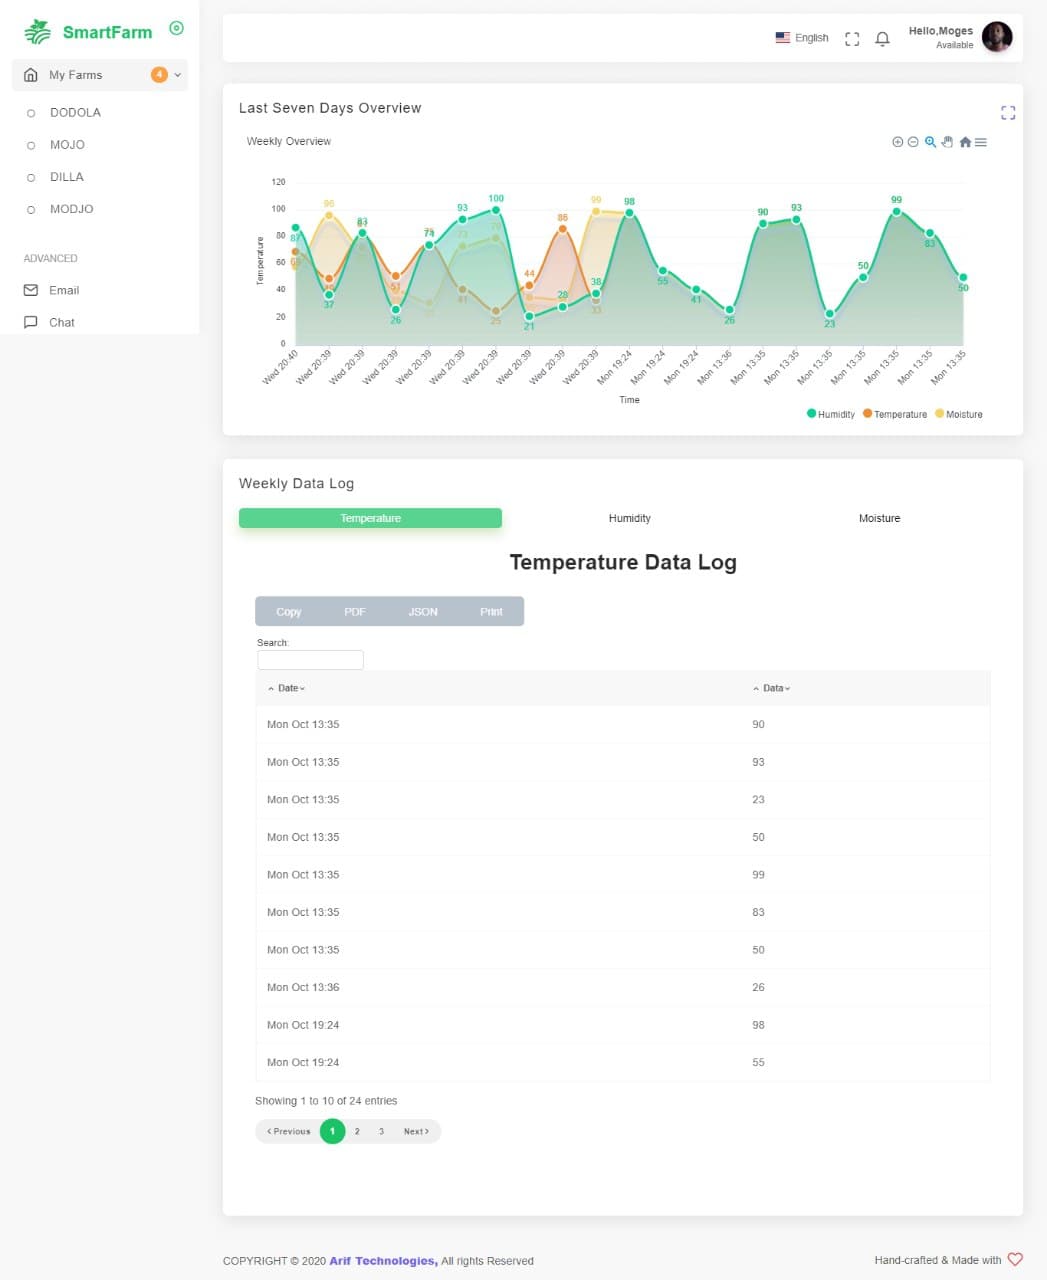 SmartFarm
My Farms 4
DODOLA
MOJO
DILLA
MODJO
ADVANCED
Email
Chat
English
Hello,Moges
Available
Last Seven Days Overview
Weekly Overview
120
100
80
60
40
20
0
Temperature
96
83
74
93
100
99
98
90
93
99
37
51
26
73
41
25
44
21
86
28
38
33
55
41
26
23
50
83
50
Wed 20:40
Wed 20:39
Wed 20:39
Wed 20:39
Wed 20:39
Wed 20:39
Wed 20:39
Wed 20:39
Wed 20:39
Wed 20:39
Mon 19:24
Mon 19:24
Mon 19:24
Mon 13:36
Mon 13:35
Mon 13:35
Mon 13:35
Mon 13:35
Mon 13:35
Mon 13:35
Mon 13:35
Time
Humidity Temperature Moisture
Weekly Data Log
Temperature Humidity Moisture
Temperature Data Log
Copy PDF JSON Print
Search:
Date Data
Mon Oct 13:35 90
Mon Oct 13:35 93
Mon Oct 13:35 23
Mon Oct 13:35 50
Mon Oct 13:35 99
Mon Oct 13:35 83
Mon Oct 13:35 50
Mon Oct 13:36 26
Mon Oct 19:24 98
Mon Oct 19:24 55
Showing 1 to 10 of 24 entries
Previous 1 2 3 Next
COPYRIGHT © 2020 Arif Technologies, All rights Reserved
Hand-crafted & Made with